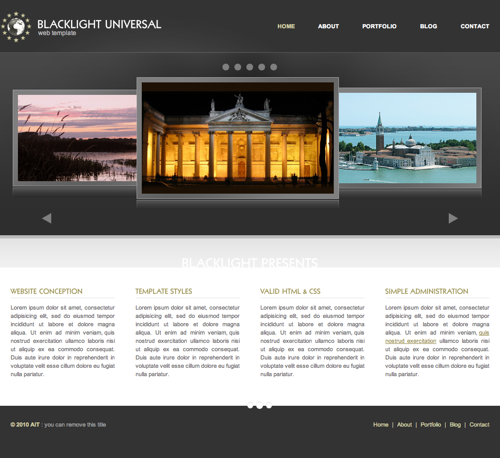 BLACKLIGHT UNIVERSAL
web template
HOME ABOUT PORTFOLIO BLOG CONTACT
BLACKLIGHT PRESENTS
WEBSITE CONCEPTION
Lorem ipsum dolor sit amet, consectetur
adipisicing elit, sed do eiusmod tempor
incididunt ut labore et dolore magna
aliqua. Ut enim ad minim veniam, quis
nostrud exercitation ullamco laboris nisi
ut aliquip ex ea commodo consequat.
Duis aute irure dolor in reprehenderit in
voluptate velit esse cillum dolore eu fugiat
nulla pariatur.
TEMPLATE STYLES
Lorem ipsum dolor sit amet, consectetur
adipisicing elit, sed do eiusmod tempor
incididunt ut labore et dolore magna
aliqua. Ut enim ad minim veniam, quis
nostrud exercitation ullamco laboris nisi
ut aliquip ex ea commodo consequat.
Duis aute irure dolor in reprehenderit in
voluptate velit esse cillum dolore eu fugiat
nulla pariatur.
VALID HTML & CSS
Lorem ipsum dolor sit amet, consectetur
adipisicing elit, sed do eiusmod tempor
incididunt ut labore et dolore magna
aliqua. Ut enim ad minim veniam, quis
nostrud exercitation ullamco laboris nisi
ut aliquip ex ea commodo consequat.
Duis aute irure dolor in reprehenderit in
voluptate velit esse cillum dolore eu fugiat
nulla pariatur.
SIMPLE ADMINISTRATION
Lorem ipsum dolor sit amet, consectetur
adipisicing elit, sed do eiusmod tempor
incididunt ut labore et dolore magna
aliqua. Ut enim ad minim veniam, quis
nostrud exercitation ullamco laboris nisi
ut aliquip ex ea commodo consequat.
Duis aute irure dolor in reprehenderit in
voluptate velit esse cillum dolore eu fugiat
nulla pariatur.
© 2010 AIT : you can remove this title
Home | About | Portfolio | Blog | Contact